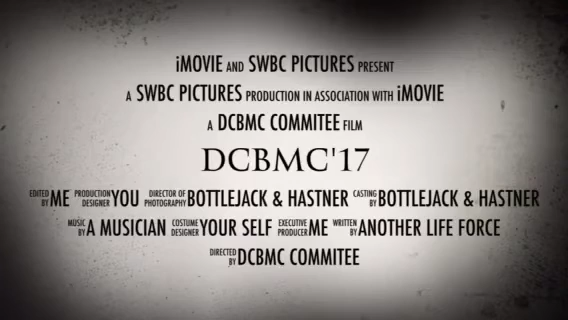 iMOVIE AND SWBC PICTURES PRESENT
A SWBC PICTURES PRODUCTION IN ASSOCIATION WITH iMOVIE
A DCBMC COMMITEE FILM
DCBMC'17
EDITED BY ME PRODUCTION DESIGNER YOU DIRECTOR OF PHOTOGRAPHY BOTTLEJACK & HASTNER CASTING BY BOTTLEJACK & HASTNER
MUSIC BY A MUSICIAN COSTUME DESIGNER YOUR SELF EXECUTIVE PRODUCER ME WRITTEN BY ANOTHER LIFE FORCE
DIRECTED BY DCBMC COMMITEE